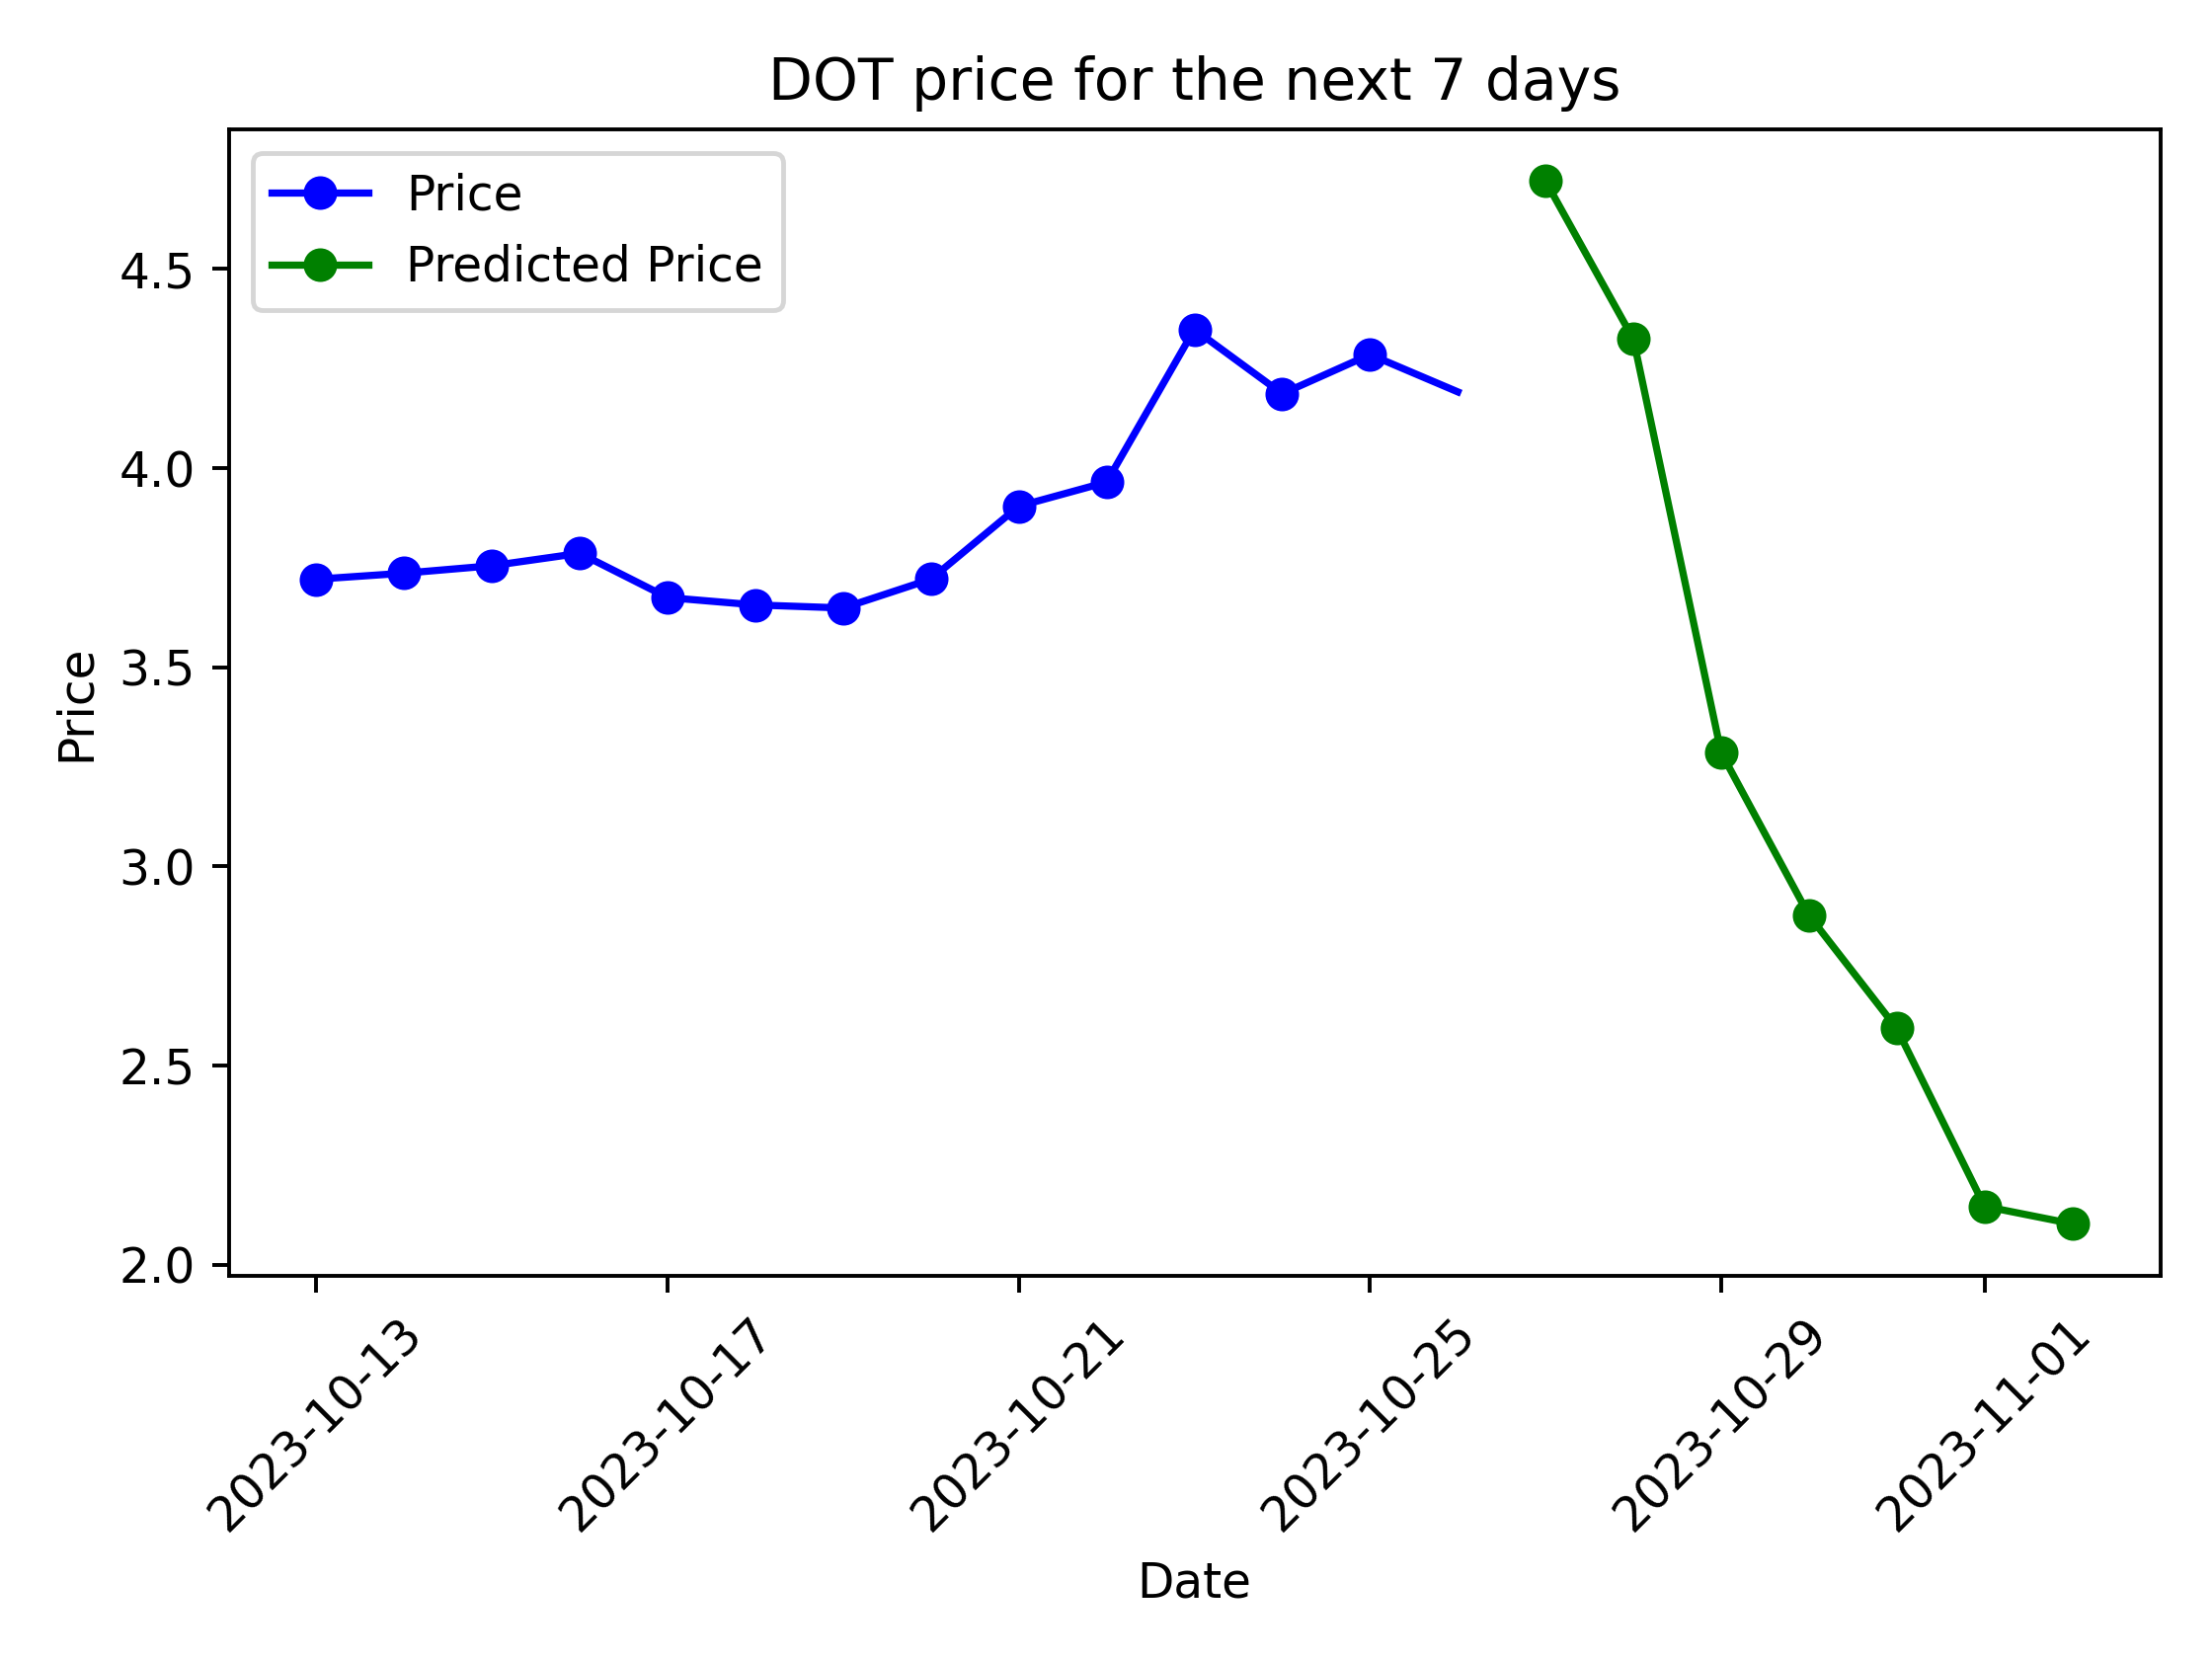 DOT price for the next 7 days
Price
Predicted Price
4.5
4.0
3.5
3.0
2.5
2.0
Price
2023-10-13
2023-10-17
2023-10-21
2023-10-25
2023-10-29
2023-11-01
Date